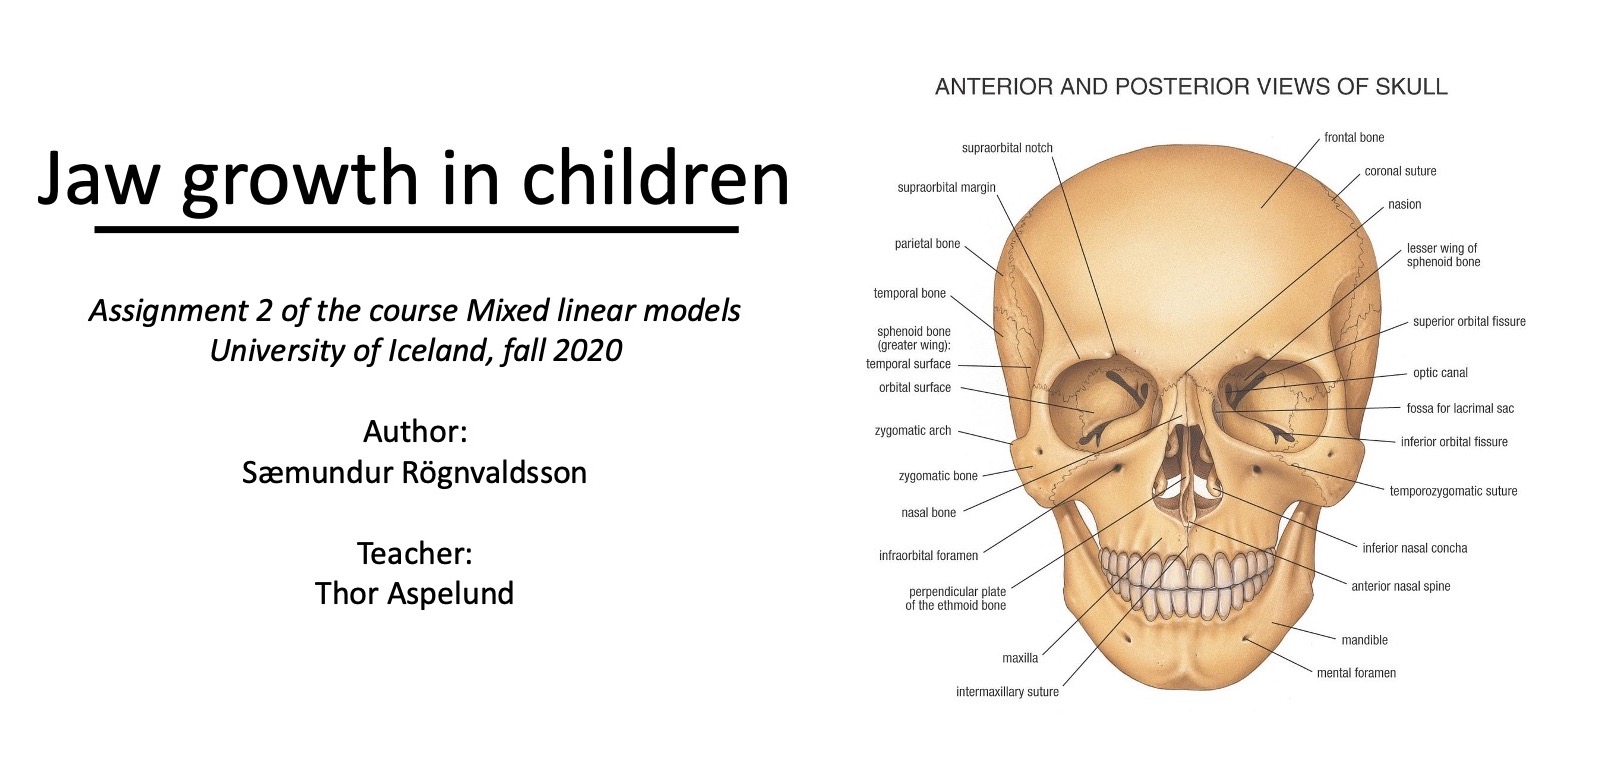 Jaw growth in children
Assignment 2 of the course Mixed linear models
University of Iceland, fall 2020
Author:
Sæmundur Rögnvaldsson
Teacher:
Thor Aspelund
ANTERIOR AND POSTERIOR VIEWS OF SKULL
supraorbital notch
supraorbital margin
parietal bone
temporal bone
sphenoid bone
(greater wing):
temporal surface
orbital surface
zygomatic arch
zygomatic bone
nasal bone
infraorbital foramen
perpendicular plate
of the ethmoid bone
maxilla
intermaxillary suture
frontal bone
coronal suture
nasion
lesser wing of
sphenoid bone
superior orbital fissure
optic canal
fossa for lacrimal sac
inferior orbital fissure
temporozygomatic suture
inferior nasal concha
anterior nasal spine
mandible
mental foramen